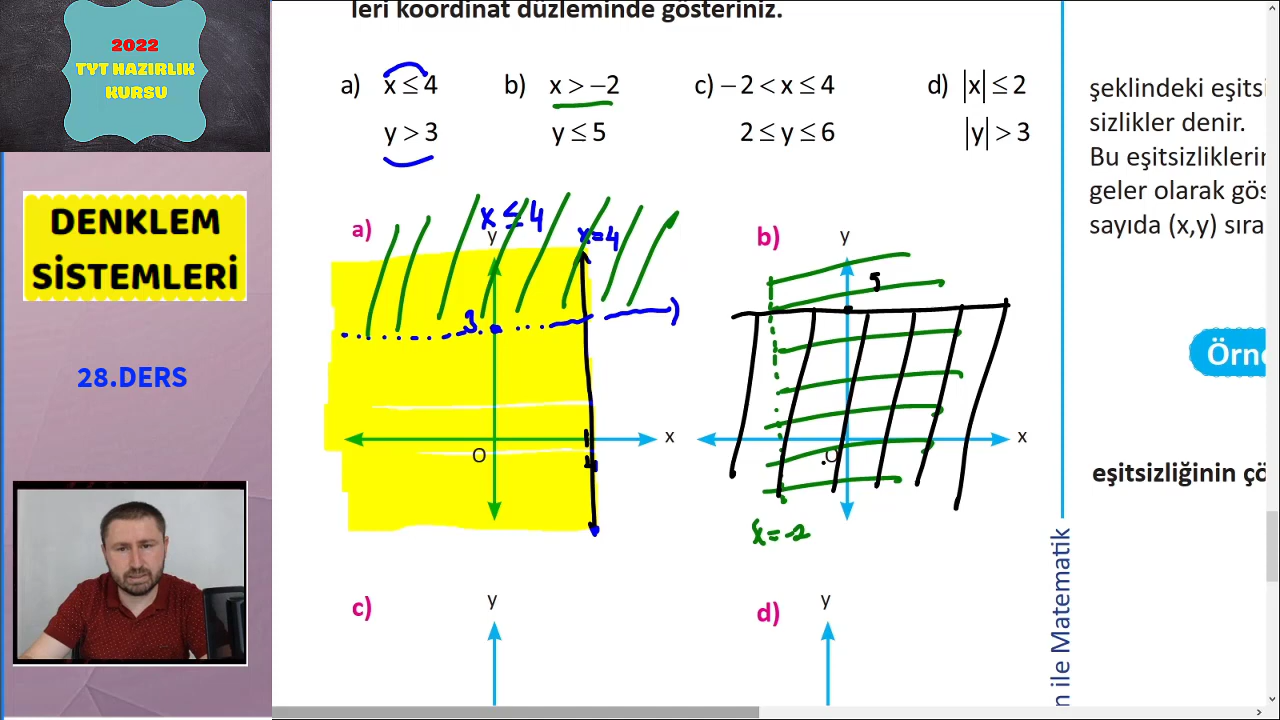 2022
TYT HAZIRLIK
KURSU
DENKLEM
SİSTEMLERİ
28.DERS
leri koordinat düzleminde gösteriniz.
a) x ≤ 4
y > 3
b) x > −2
y ≤ 5
c) −2 < x ≤ 4
2 ≤ y ≤ 6
d) |x| ≤ 2
|y| > 3
a)
x ≤ 4
y
x=4
3
x
O
4
b)
y
5
x
O
x=-2
c)
y
d)
y
şeklindeki eşitsi
sizlikler denir.
Bu eşitsizliklerin
geler olarak gös
sayıda (x,y) sıra
Örne
eşitsizliğinin çö
n ile Matematik